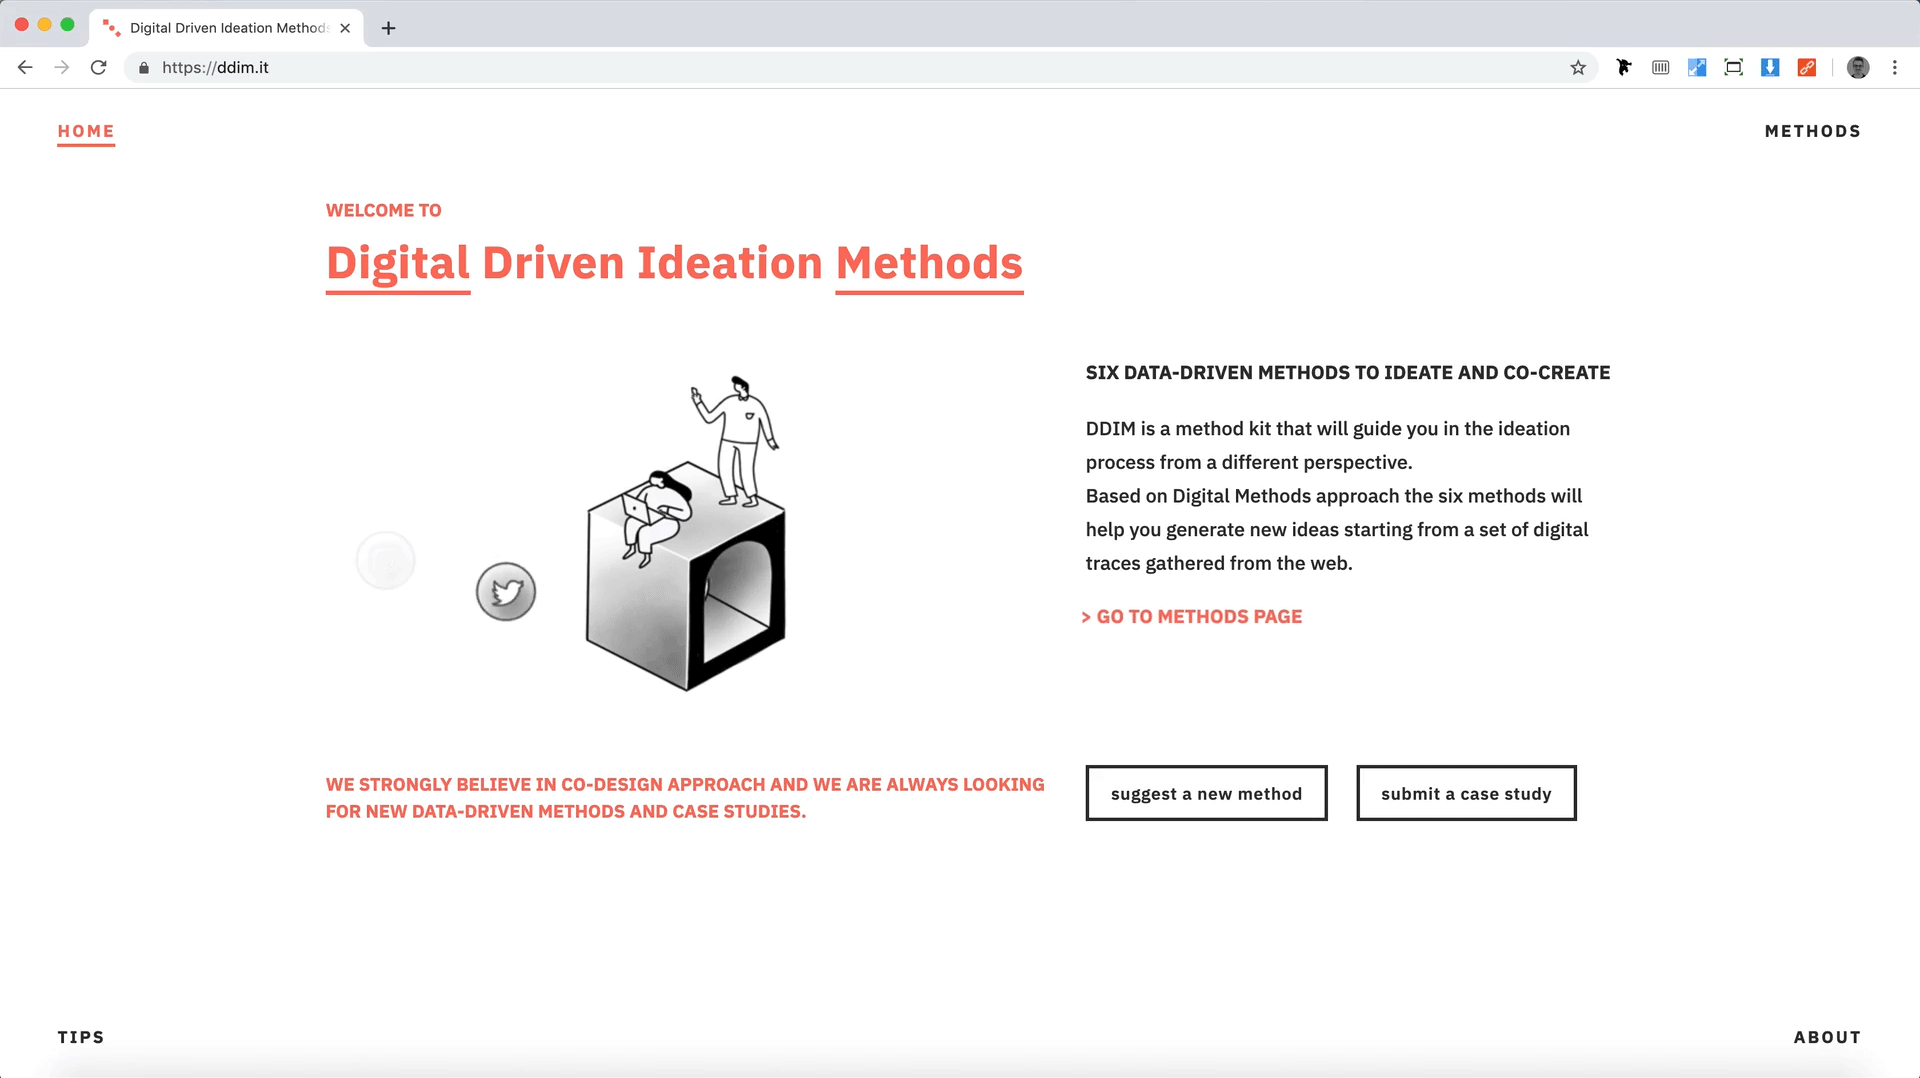 Digital Driven Ideation Methods
https://ddim.it
HOME
METHODS
WELCOME TO
Digital Driven Ideation Methods
SIX DATA-DRIVEN METHODS TO IDEATE AND CO-CREATE
DDIM is a method kit that will guide you in the ideation
process from a different perspective.
Based on Digital Methods approach the six methods will
help you generate new ideas starting from a set of digital
traces gathered from the web.
> GO TO METHODS PAGE
WE STRONGLY BELIEVE IN CO-DESIGN APPROACH AND WE ARE ALWAYS LOOKING
FOR NEW DATA-DRIVEN METHODS AND CASE STUDIES.
suggest a new method
submit a case study
TIPS
ABOUT